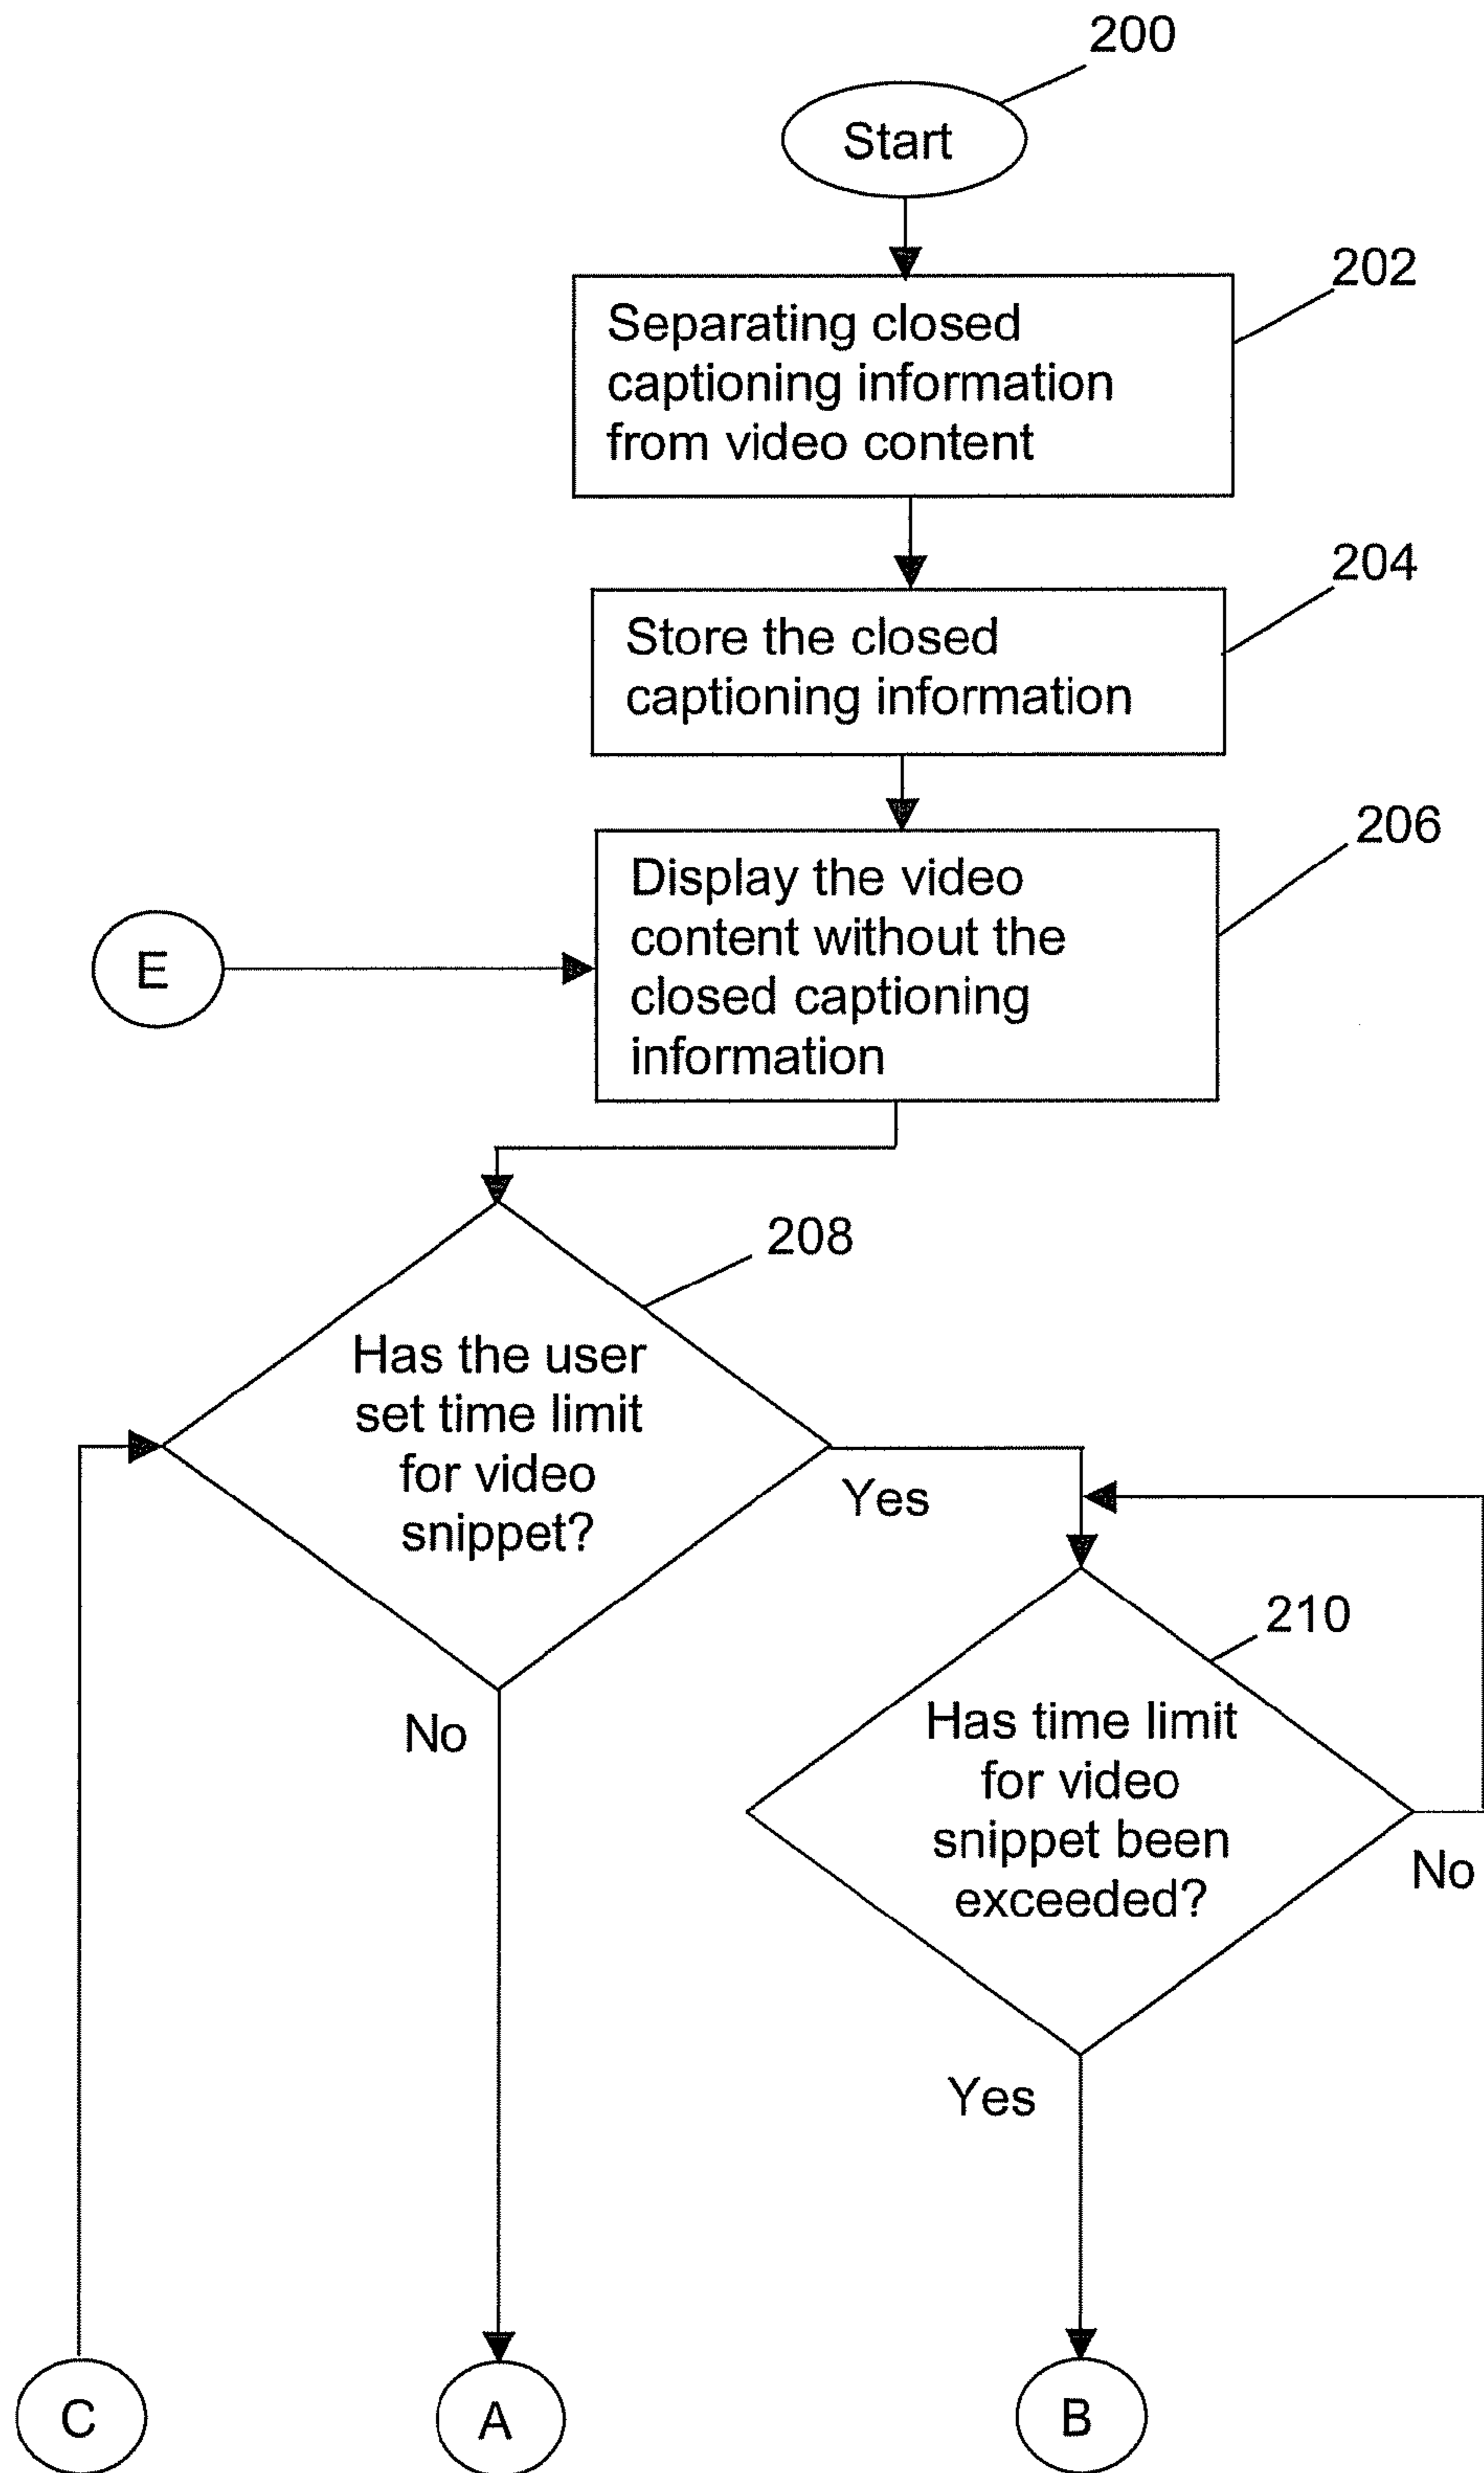 200
Start
202
Separating closed
captioning information
from video content
204
Store the closed
captioning information
206
Display the video
content without the
closed captioning
information
E
208
Has the user
set time limit
for video
snippet?
Yes
No
210
Has time limit
for video
snippet been
exceeded?
No
Yes
C
A
B